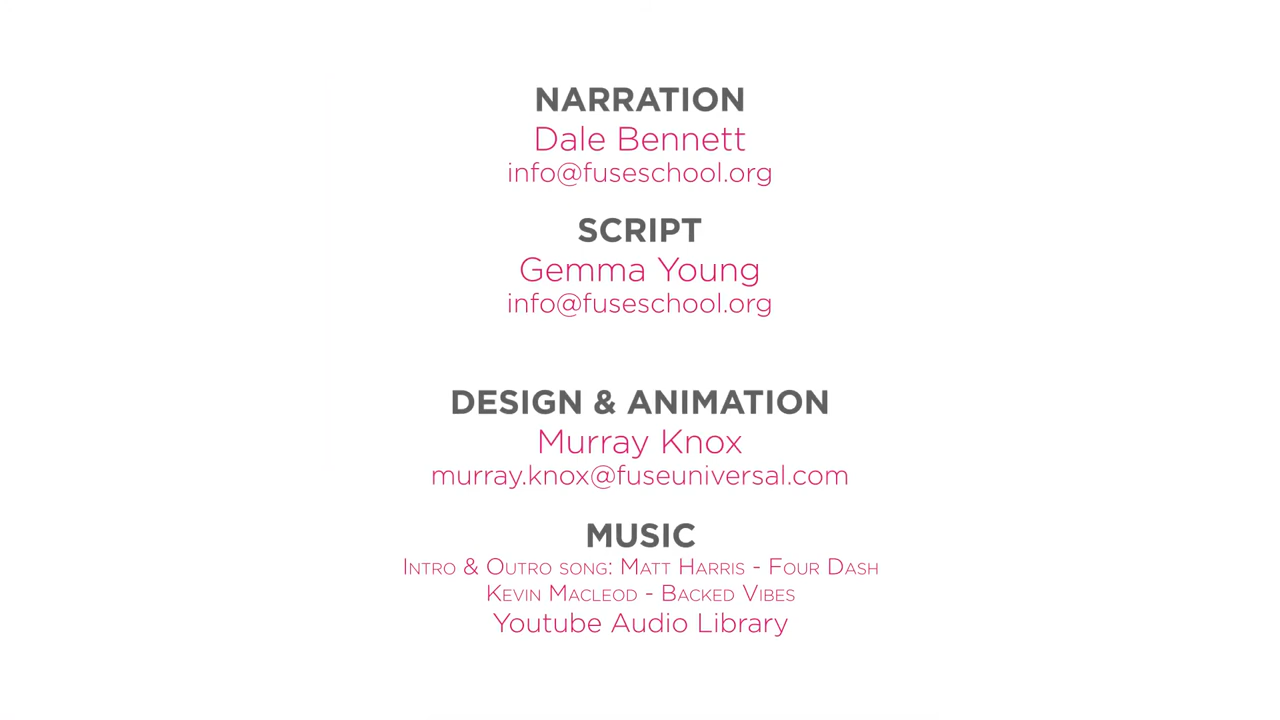 NARRATION
Dale Bennett
info@fuseschool.org
SCRIPT
Gemma Young
info@fuseschool.org
DESIGN & ANIMATION
Murray Knox
murray.knox@fuseuniversal.com
MUSIC
Intro & Outro song: Matt Harris - Four Dash
Kevin Macleod - Backed Vibes
Youtube Audio Library